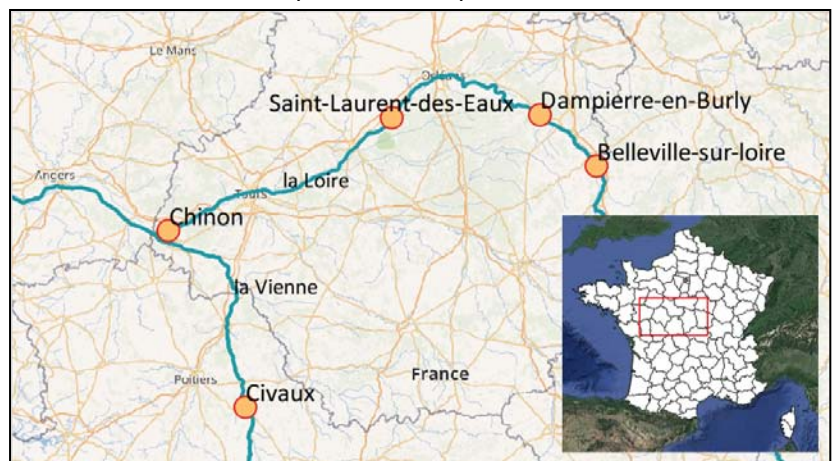 Le Mans
Orléans
Saint-Laurent-des-Eaux
Dampierre-en-Burly
Belleville-sur-loire
Angers
la Loire
Tours
Chinon
la Vienne
France
Poitiers
Civaux